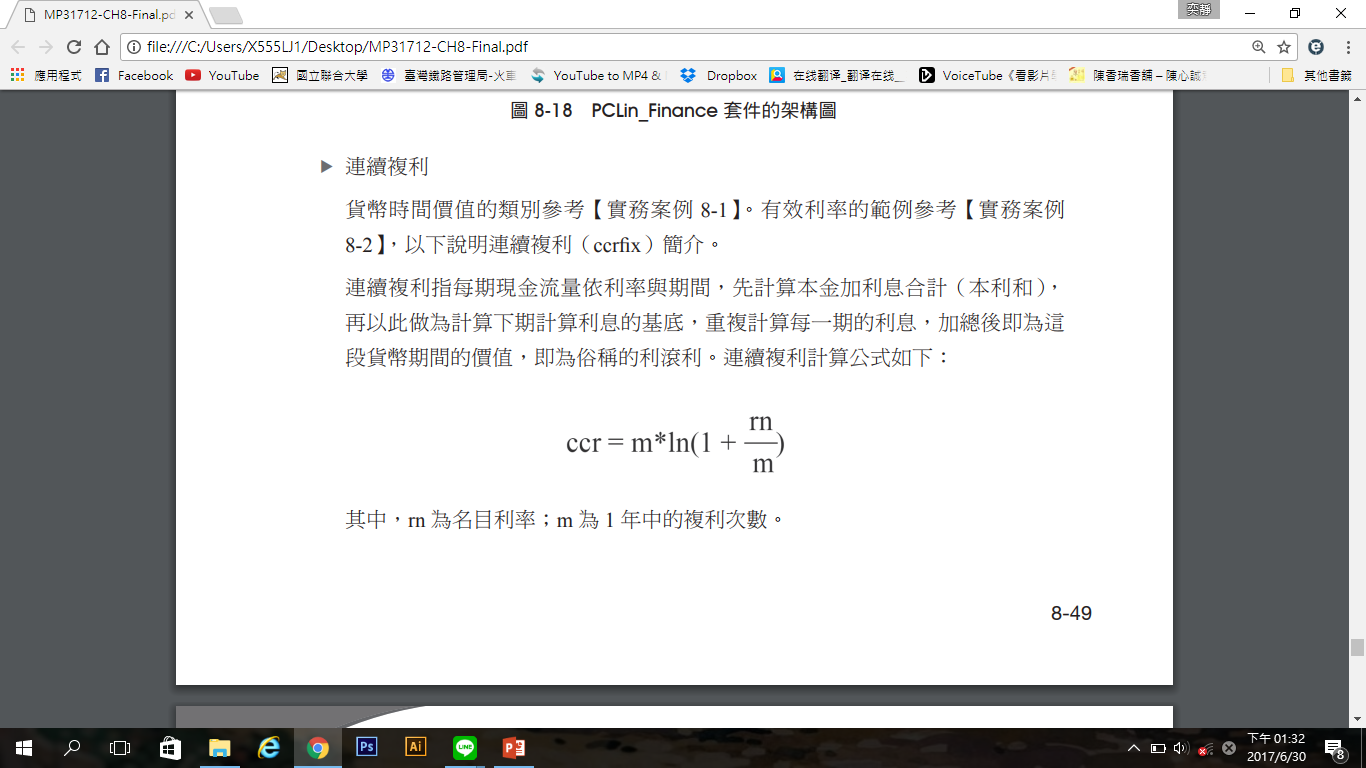 MP31712-CH8-Final.pd
奕靜
file:///C:/Users/X555LJ1/Desktop/MP31712-CH8-Final.pdf
應用程式 Facebook YouTube 國立聯合大學 臺灣鐵路管理局-火車 YouTube to MP4 & Dropbox 在线翻译_翻译在线_ VoiceTube《看影片 陳香瑞香鋪 – 陳心誠 其他書籤
圖 8-18 PCLin_Finance 套件的架構圖
▶ 連續複利
貨幣時間價值的類別參考【實務案例 8-1】。有效利率的範例參考【實務案例
8-2】，以下說明連續複利（ccrfix）簡介。
連續複利指每期現金流量依利率與期間，先計算本金加利息合計（本利和），
再以此做為計算下期計算利息的基底，重複計算每一期的利息，加總後即為這
段貨幣期間的價值，即為俗稱的利滾利。連續複利計算公式如下：
ccr = m*ln(1 + rn/m)
其中，rn 為名目利率；m 為 1 年中的複利次數。
8-49
Ps Ai LINE
下午 01:32
2017/6/30
8